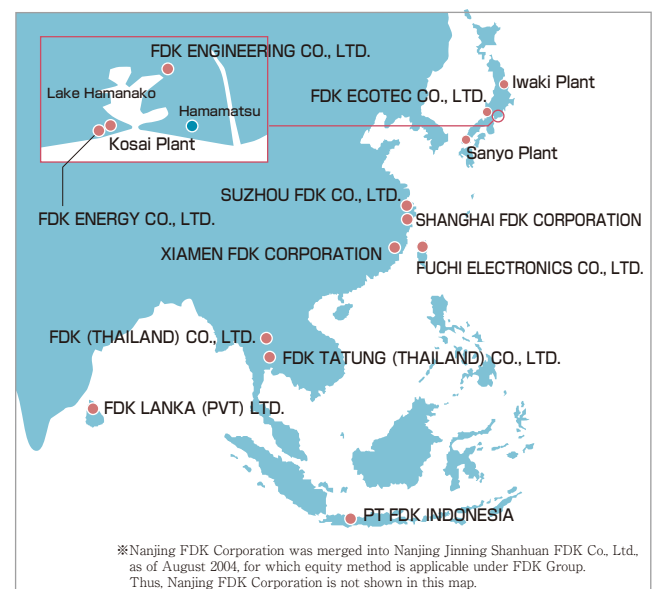 FDK ENGINEERING CO., LTD.
Lake Hamanako
Hamamatsu
Kosai Plant
FDK ENERGY CO., LTD.
Iwaki Plant
FDK ECOTEC CO., LTD.
Sanyo Plant
SUZHOU FDK CO., LTD.
SHANGHAI FDK CORPORATION
XIAMEN FDK CORPORATION
FUCHI ELECTRONICS CO., LTD.
FDK (THAILAND) CO., LTD.
FDK TATUNG (THAILAND) CO., LTD.
FDK LANKA (PVT) LTD.
PT FDK INDONESIA
※Nanjing FDK Corporation was merged into Nanjing Jinning Shanhuan FDK Co., Ltd.,
as of August 2004, for which equity method is applicable under FDK Group.
Thus, Nanjing FDK Corporation is not shown in this map.